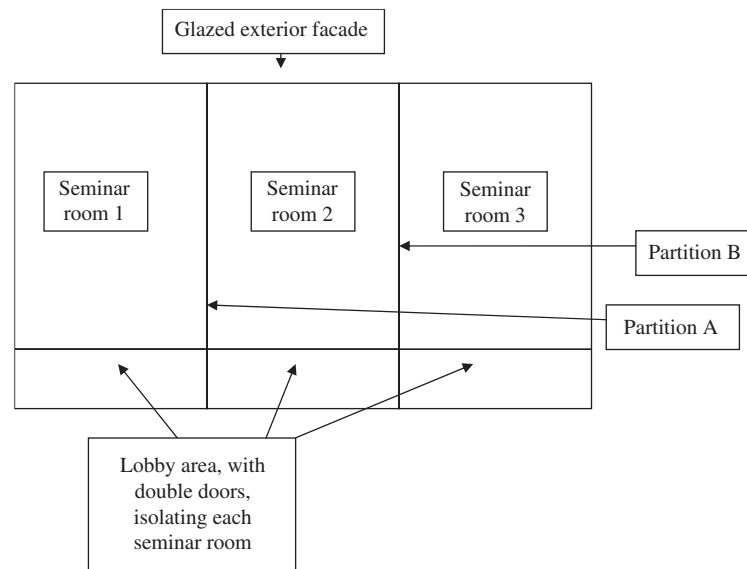 Glazed exterior facade
Seminar
room 1
Seminar
room 2
Seminar
room 3
Partition B
Partition A
Lobby area, with
double doors,
isolating each
seminar room